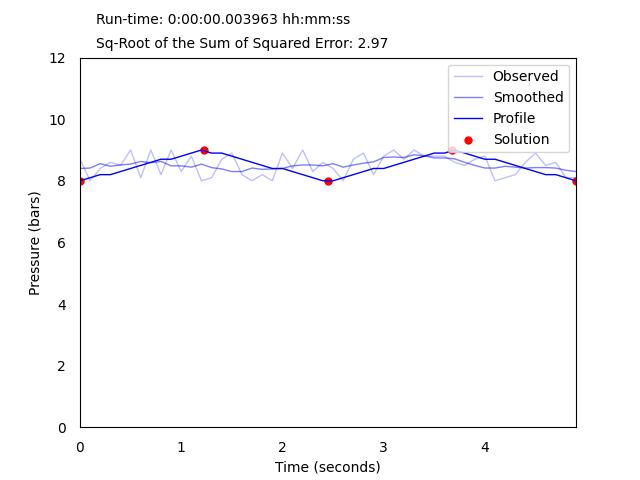 Run-time: 0:00:00.003963 hh:mm:ss
Sq-Root of the Sum of Squared Error: 2.97
12
10
8
6
4
2
0
Pressure (bars)
Observed
Smoothed
Profile
Solution
0 1 2 3 4
Time (seconds)